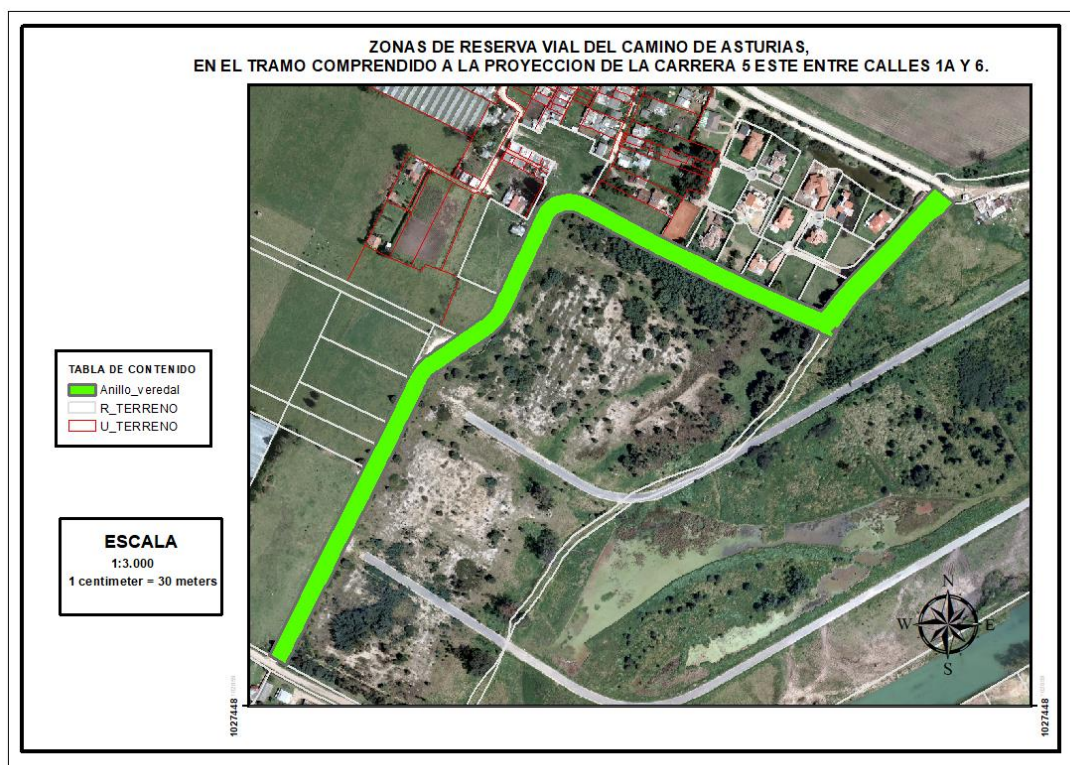 ZONAS DE RESERVA VIAL DEL CAMINO DE ASTURIAS,
EN EL TRAMO COMPRENDIDO A LA PROYECCION DE LA CARRERA 5 ESTE ENTRE CALLES 1A Y 6.
TABLA DE CONTENIDO
Anillo_veredal
R_TERRENO
U_TERRENO
ESCALA
1:3.000
1 centimeter = 30 meters
N
W E
S
1027448
1027448